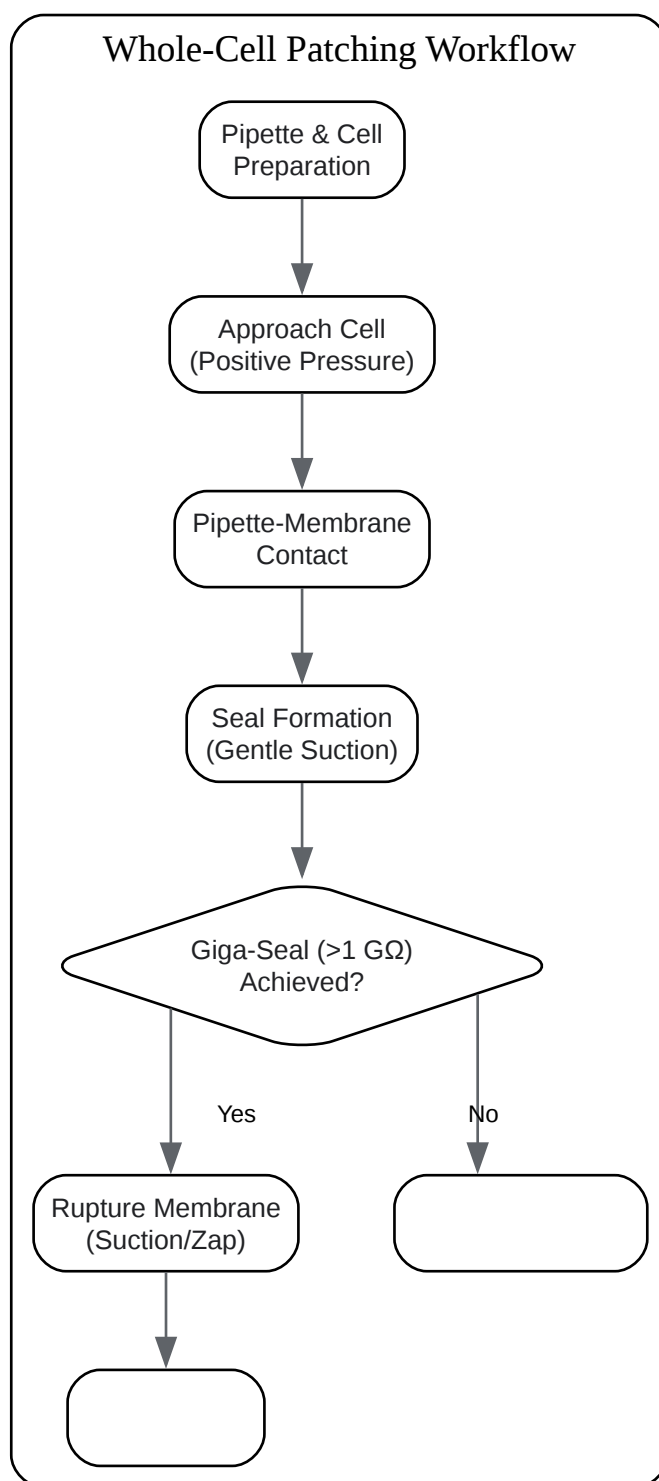 Whole-Cell Patching Workflow
Pipette & Cell
Preparation
Approach Cell
(Positive Pressure)
Pipette-Membrane
Contact
Seal Formation
(Gentle Suction)
Giga-Seal (>1 GΩ)
Achieved?
Yes
No
Rupture Membrane
(Suction/Zap)